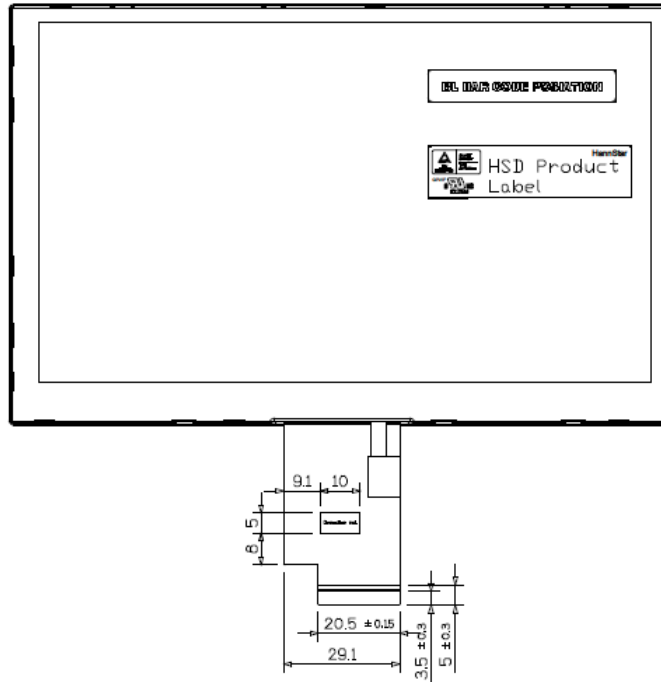 BL BAR CODE POSIATION
HannStar
HSD Product
Label
9.1
10
5
8
20.5 ±0.15
29.1
3.5 ±0.3
5 ±0.3